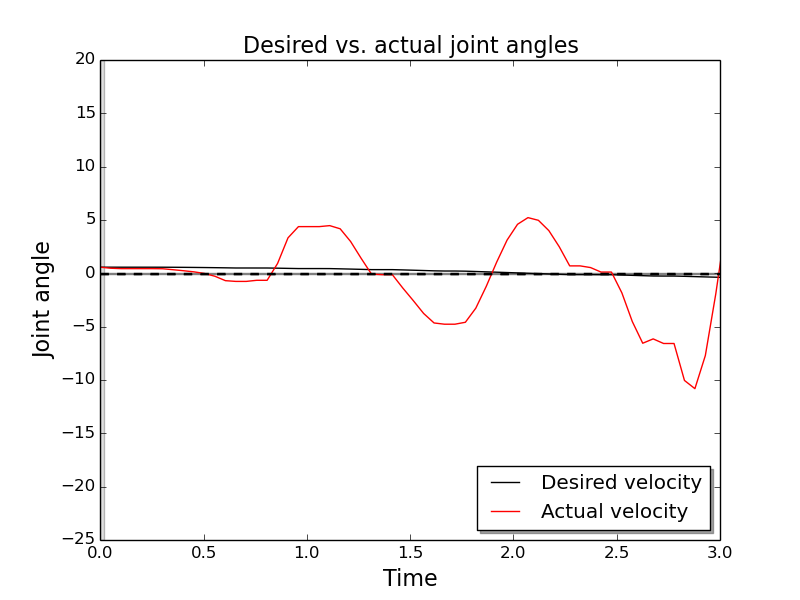 Desired vs. actual joint angles
20
15
10
5
0
−5
−10
−15
−20
−25
Joint angle
0.0 0.5 1.0 1.5 2.0 2.5 3.0
Time
Desired velocity
Actual velocity